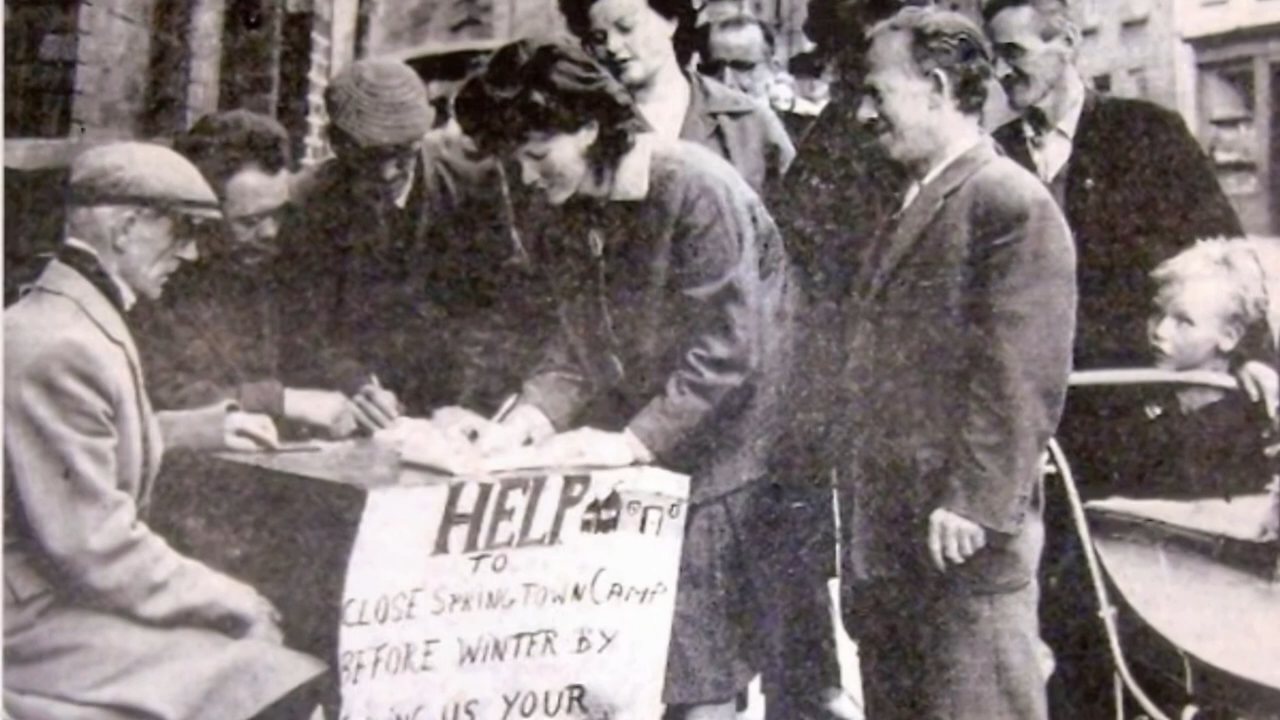 HELP
TO
CLOSE SPRINGTOWN CAMP
BEFORE WINTER BY
US YOUR